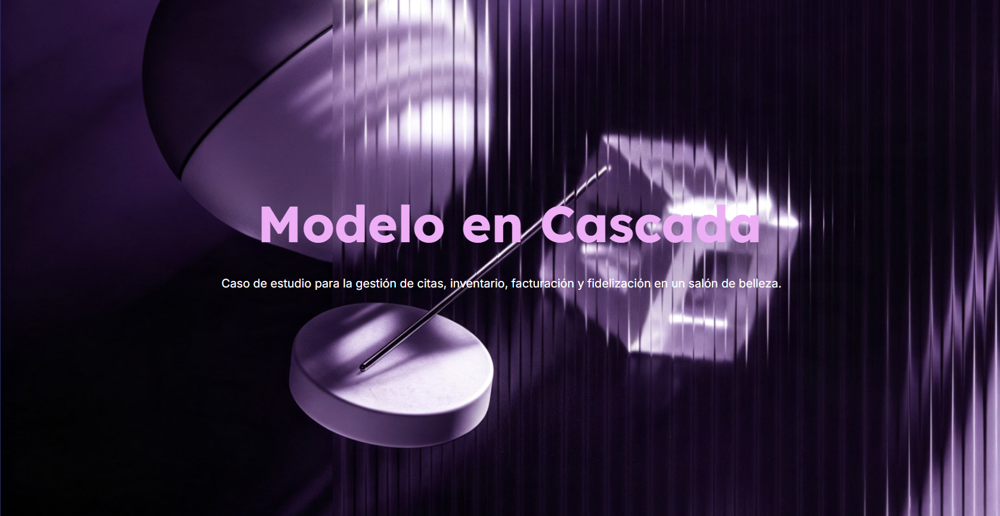 Modelo en Cascada
Caso de estudio para la gestión de citas, inventario, facturación y fidelización en un salón de belleza.